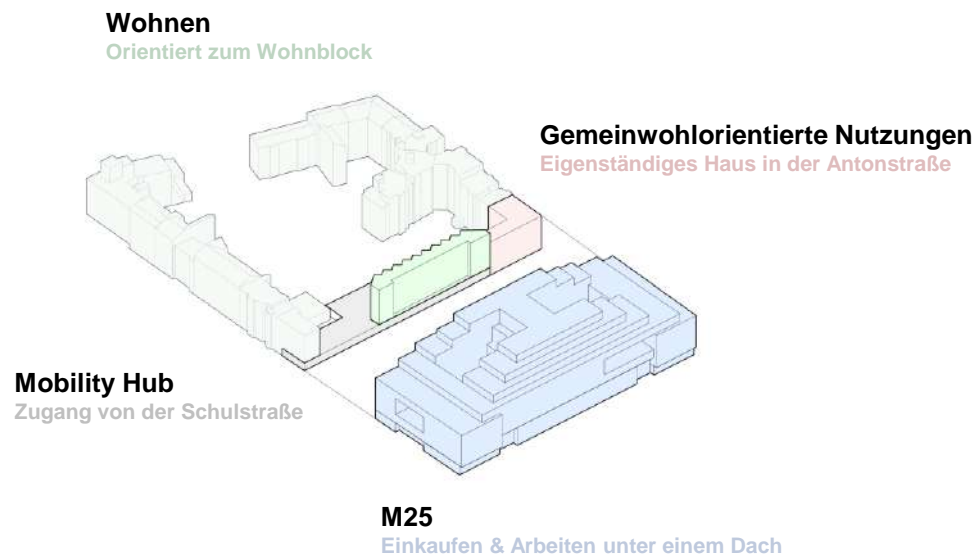 Wohnen
Orientiert zum Wohnblock
Gemeinwohlorientierte Nutzungen
Eigenständiges Haus in der Antonstraße
Mobility Hub
Zugang von der Schulstraße
M25
Einkaufen & Arbeiten unter einem Dach